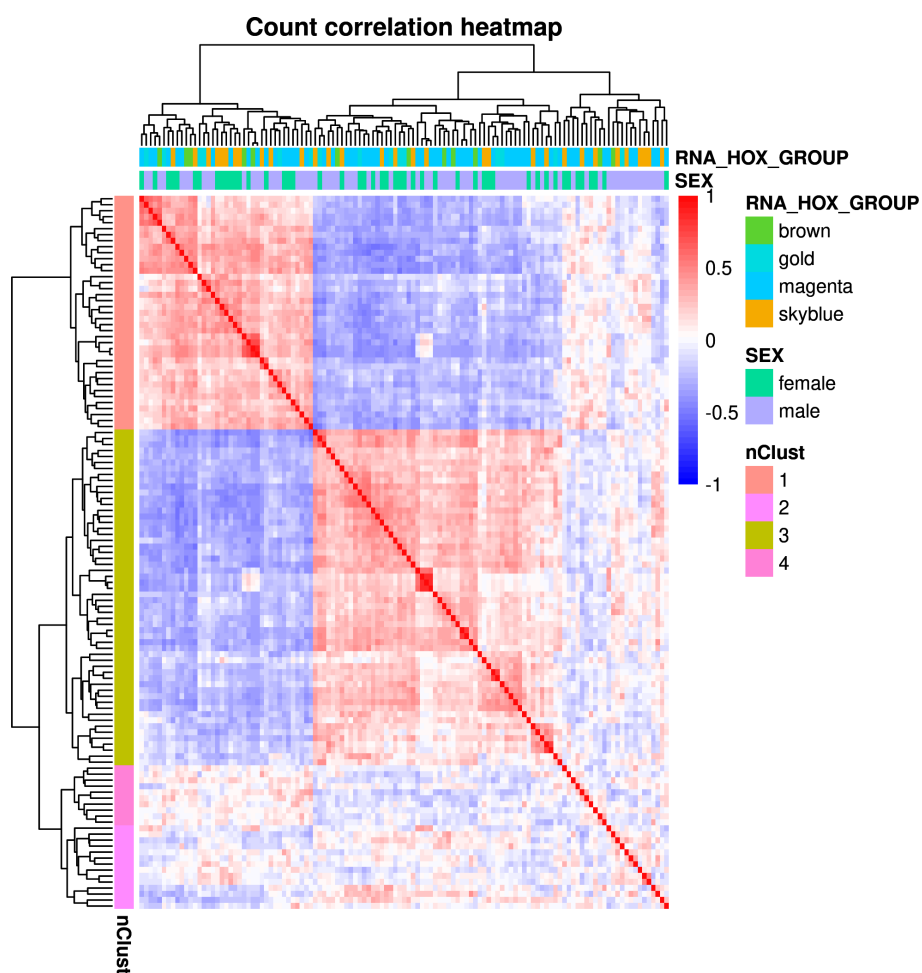 Count correlation heatmap
RNA_HOX_GROUP
SEX
1
0.5
0
-0.5
-1
RNA_HOX_GROUP
brown
gold
magenta
skyblue
SEX
female
male
nClust
1
2
3
4
nClust